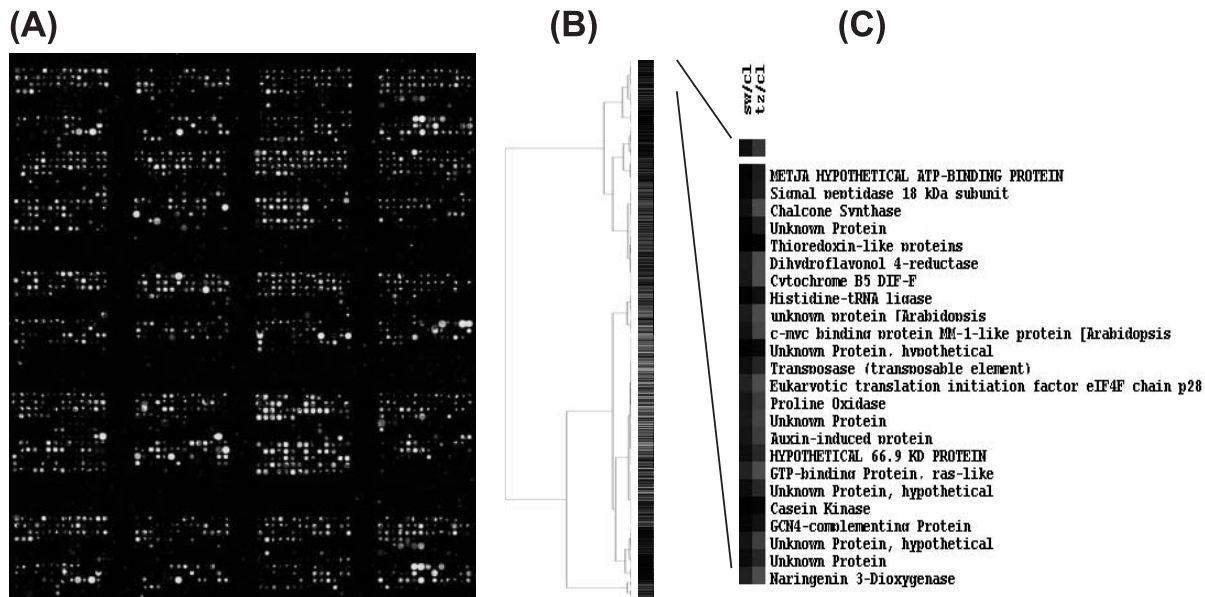 (A)
(B)
(C)
sw/cl
tz/cl
METJA HYPOTHETICAL ATP-BINDING PROTEIN
Signal peptidase 18 kDa subunit
Chalcone Synthase
Unknown Protein
Thioredoxin-like proteins
Dihydroflavonol 4-reductase
Cytochrome B5 DIF-F
Histidine-tRNA ligase
unknown protein [Arabidopsis
c-myc binding protein MM-1-like protein [Arabidopsis
Unknown Protein, hypothetical
Transposase (transposable element)
Eukaryotic translation initiation factor eIF4F chain p28
Proline Oxidase
Unknown Protein
Auxin-induced protein
HYPOTHETICAL 66.9 KD PROTEIN
GTP-binding Protein, ras-like
Unknown Protein, hypothetical
Casein Kinase
GCN4-complementing Protein
Unknown Protein, hypothetical
Unknown Protein
Naringenin 3-Dioxygenase